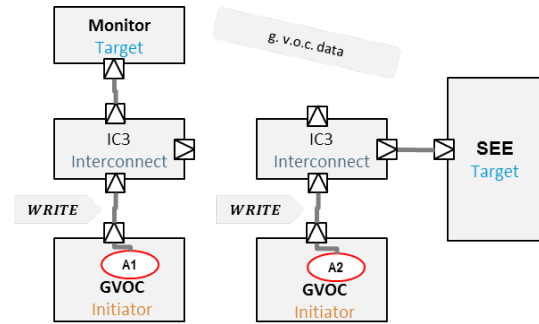 Monitor
Target
g. v.o.c. data
IC3
Interconnect
IC3
Interconnect
SEE
Target
WRITE
WRITE
A1
GVOC
Initiator
A2
GVOC
Initiator